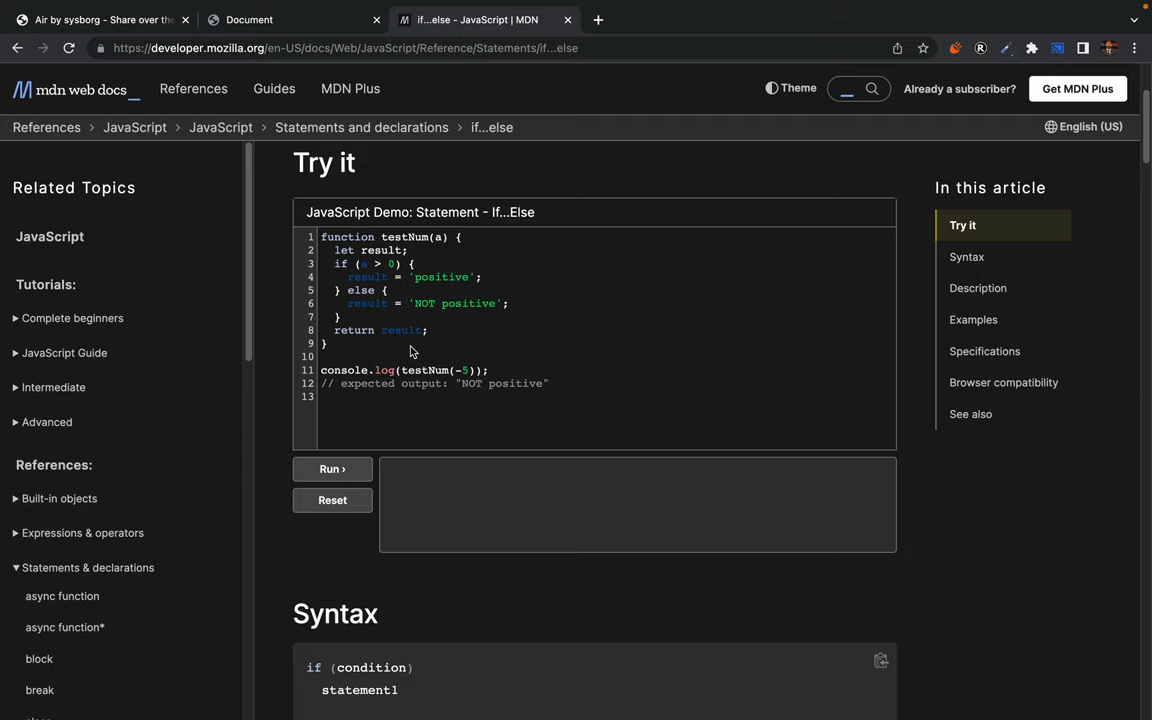 Air by sysborg - Share over the
Document
if...else - JavaScript | MDN
https://developer.mozilla.org/en-US/docs/Web/JavaScript/Reference/Statements/if...else
mdn web docs_
References
Guides
MDN Plus
Theme
Already a subscriber?
Get MDN Plus
References > JavaScript > JavaScript > Statements and declarations > if...else
English (US)
Related Topics
JavaScript
Tutorials:
Complete beginners
JavaScript Guide
Intermediate
Advanced
References:
Built-in objects
Expressions & operators
Statements & declarations
async function
async function*
block
break
Try it
JavaScript Demo: Statement - If...Else
1 function testNum(a) {
2 let result;
3 if (a > 0) {
4 result = 'positive';
5 } else {
6 result = 'NOT positive';
7 }
8 return result;
9 }
10
11 console.log(testNum(-5));
12 // expected output: "NOT positive"
13
Run ›
Reset
Syntax
if (condition)
statement1
In this article
Try it
Syntax
Description
Examples
Specifications
Browser compatibility
See also